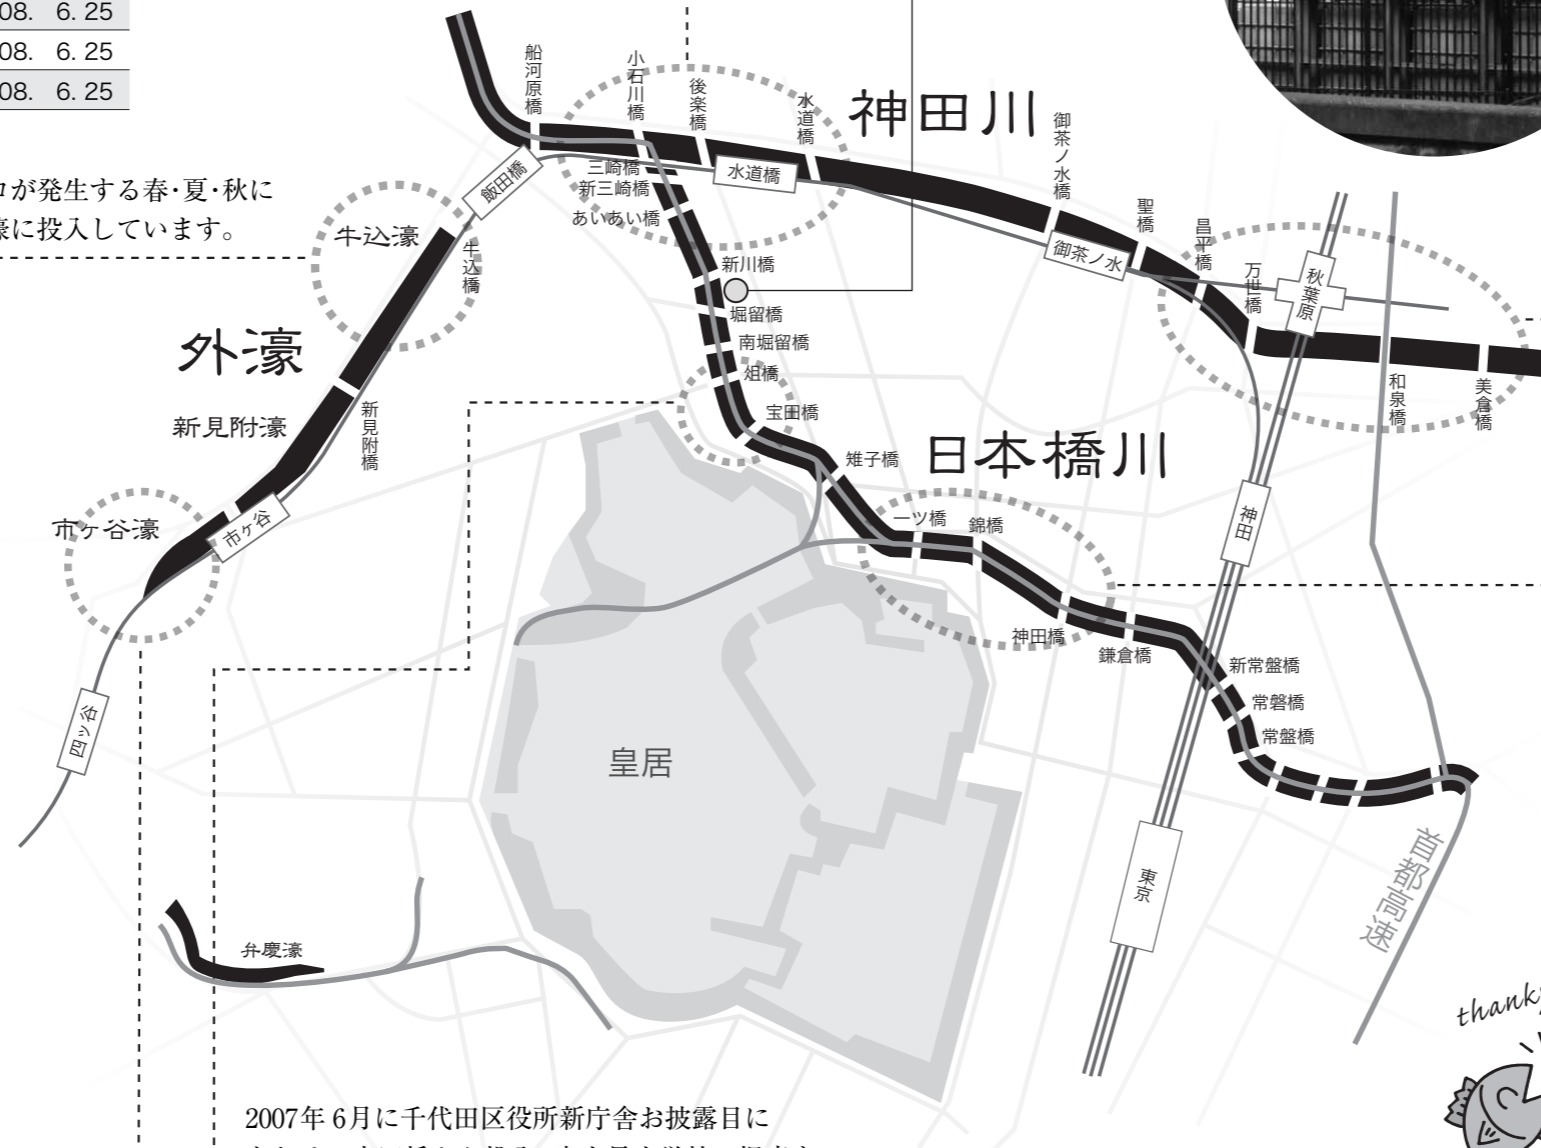 08. 6. 25
08. 6. 25
08. 6. 25
ロが発生する春･夏･秋に
濠に投入しています。
船河原橋
小石川橋
後楽橋
水道橋
神田川
御茶ノ水橋
聖橋
昌平橋
万世橋
秋葉原
和泉橋
美倉橋
飯田橋
三崎橋
新三崎橋
あいあい橋
水道橋
御茶ノ水
牛込濠
牛込橋
外濠
新見附濠
新見附橋
市ヶ谷濠
市ヶ谷
四ッ谷
新川橋
堀留橋
南堀留橋
俎橋
宝田橋
雉子橋
日本橋川
一ツ橋
錦橋
神田橋
鎌倉橋
神田
新常盤橋
常磐橋
常盤橋
皇居
東京
首都高速
弁慶濠
thank
2007年 6月に千代田区役所新庁舎お披露目に